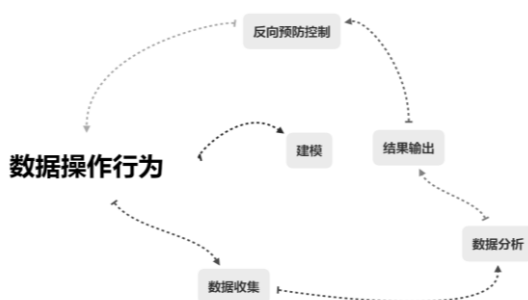 反向预防控制
建模
结果输出
数据操作行为
数据分析
数据收集